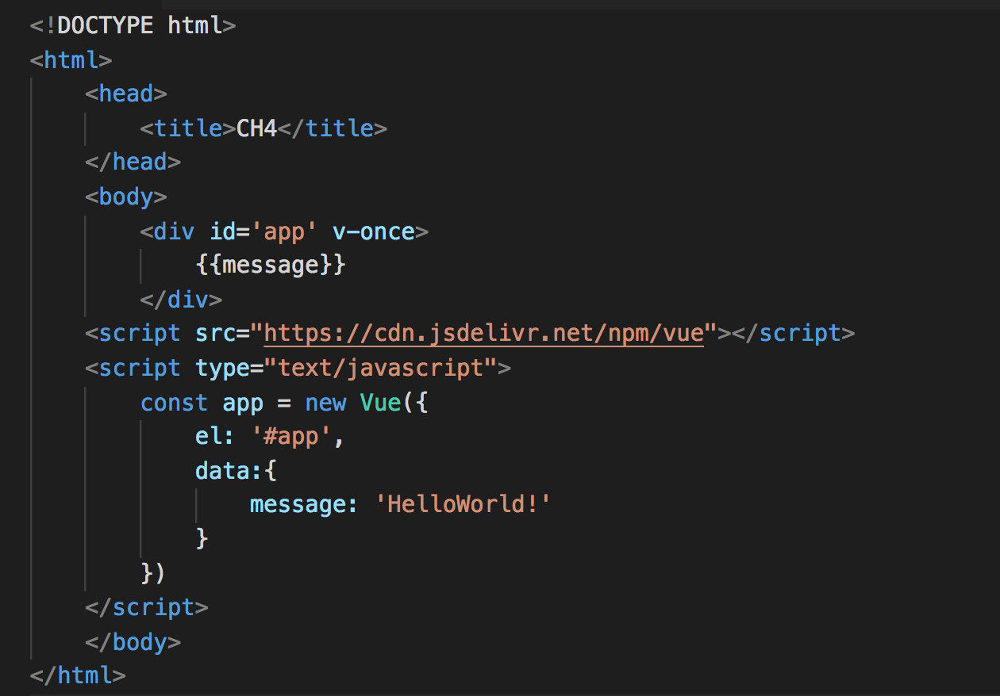 <!DOCTYPE html>
<html>
    <head>
        <title>CH4</title>
    </head>
    <body>
        <div id='app' v-once>
            {{message}}
        </div>
    <script src="https://cdn.jsdelivr.net/npm/vue"></script>
    <script type="text/javascript">
        const app = new Vue({
            el: '#app',
            data:{
                message: 'HelloWorld!'
            }
        })
    </script>
    </body>
</html>